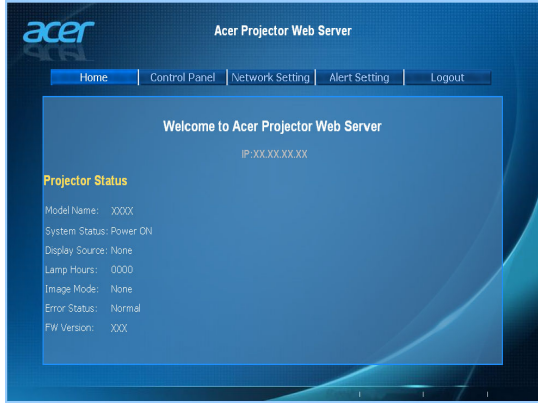 acer
Acer Projector Web Server
Home Control Panel Network Setting Alert Setting Logout
Welcome to Acer Projector Web Server
IP:XX.XX.XX.XX
Projector Status
Model Name: XXXX
System Status: Power ON
Display Source: None
Lamp Hours: 0000
Image Mode: None
Error Status: Normal
FW Version: XXX